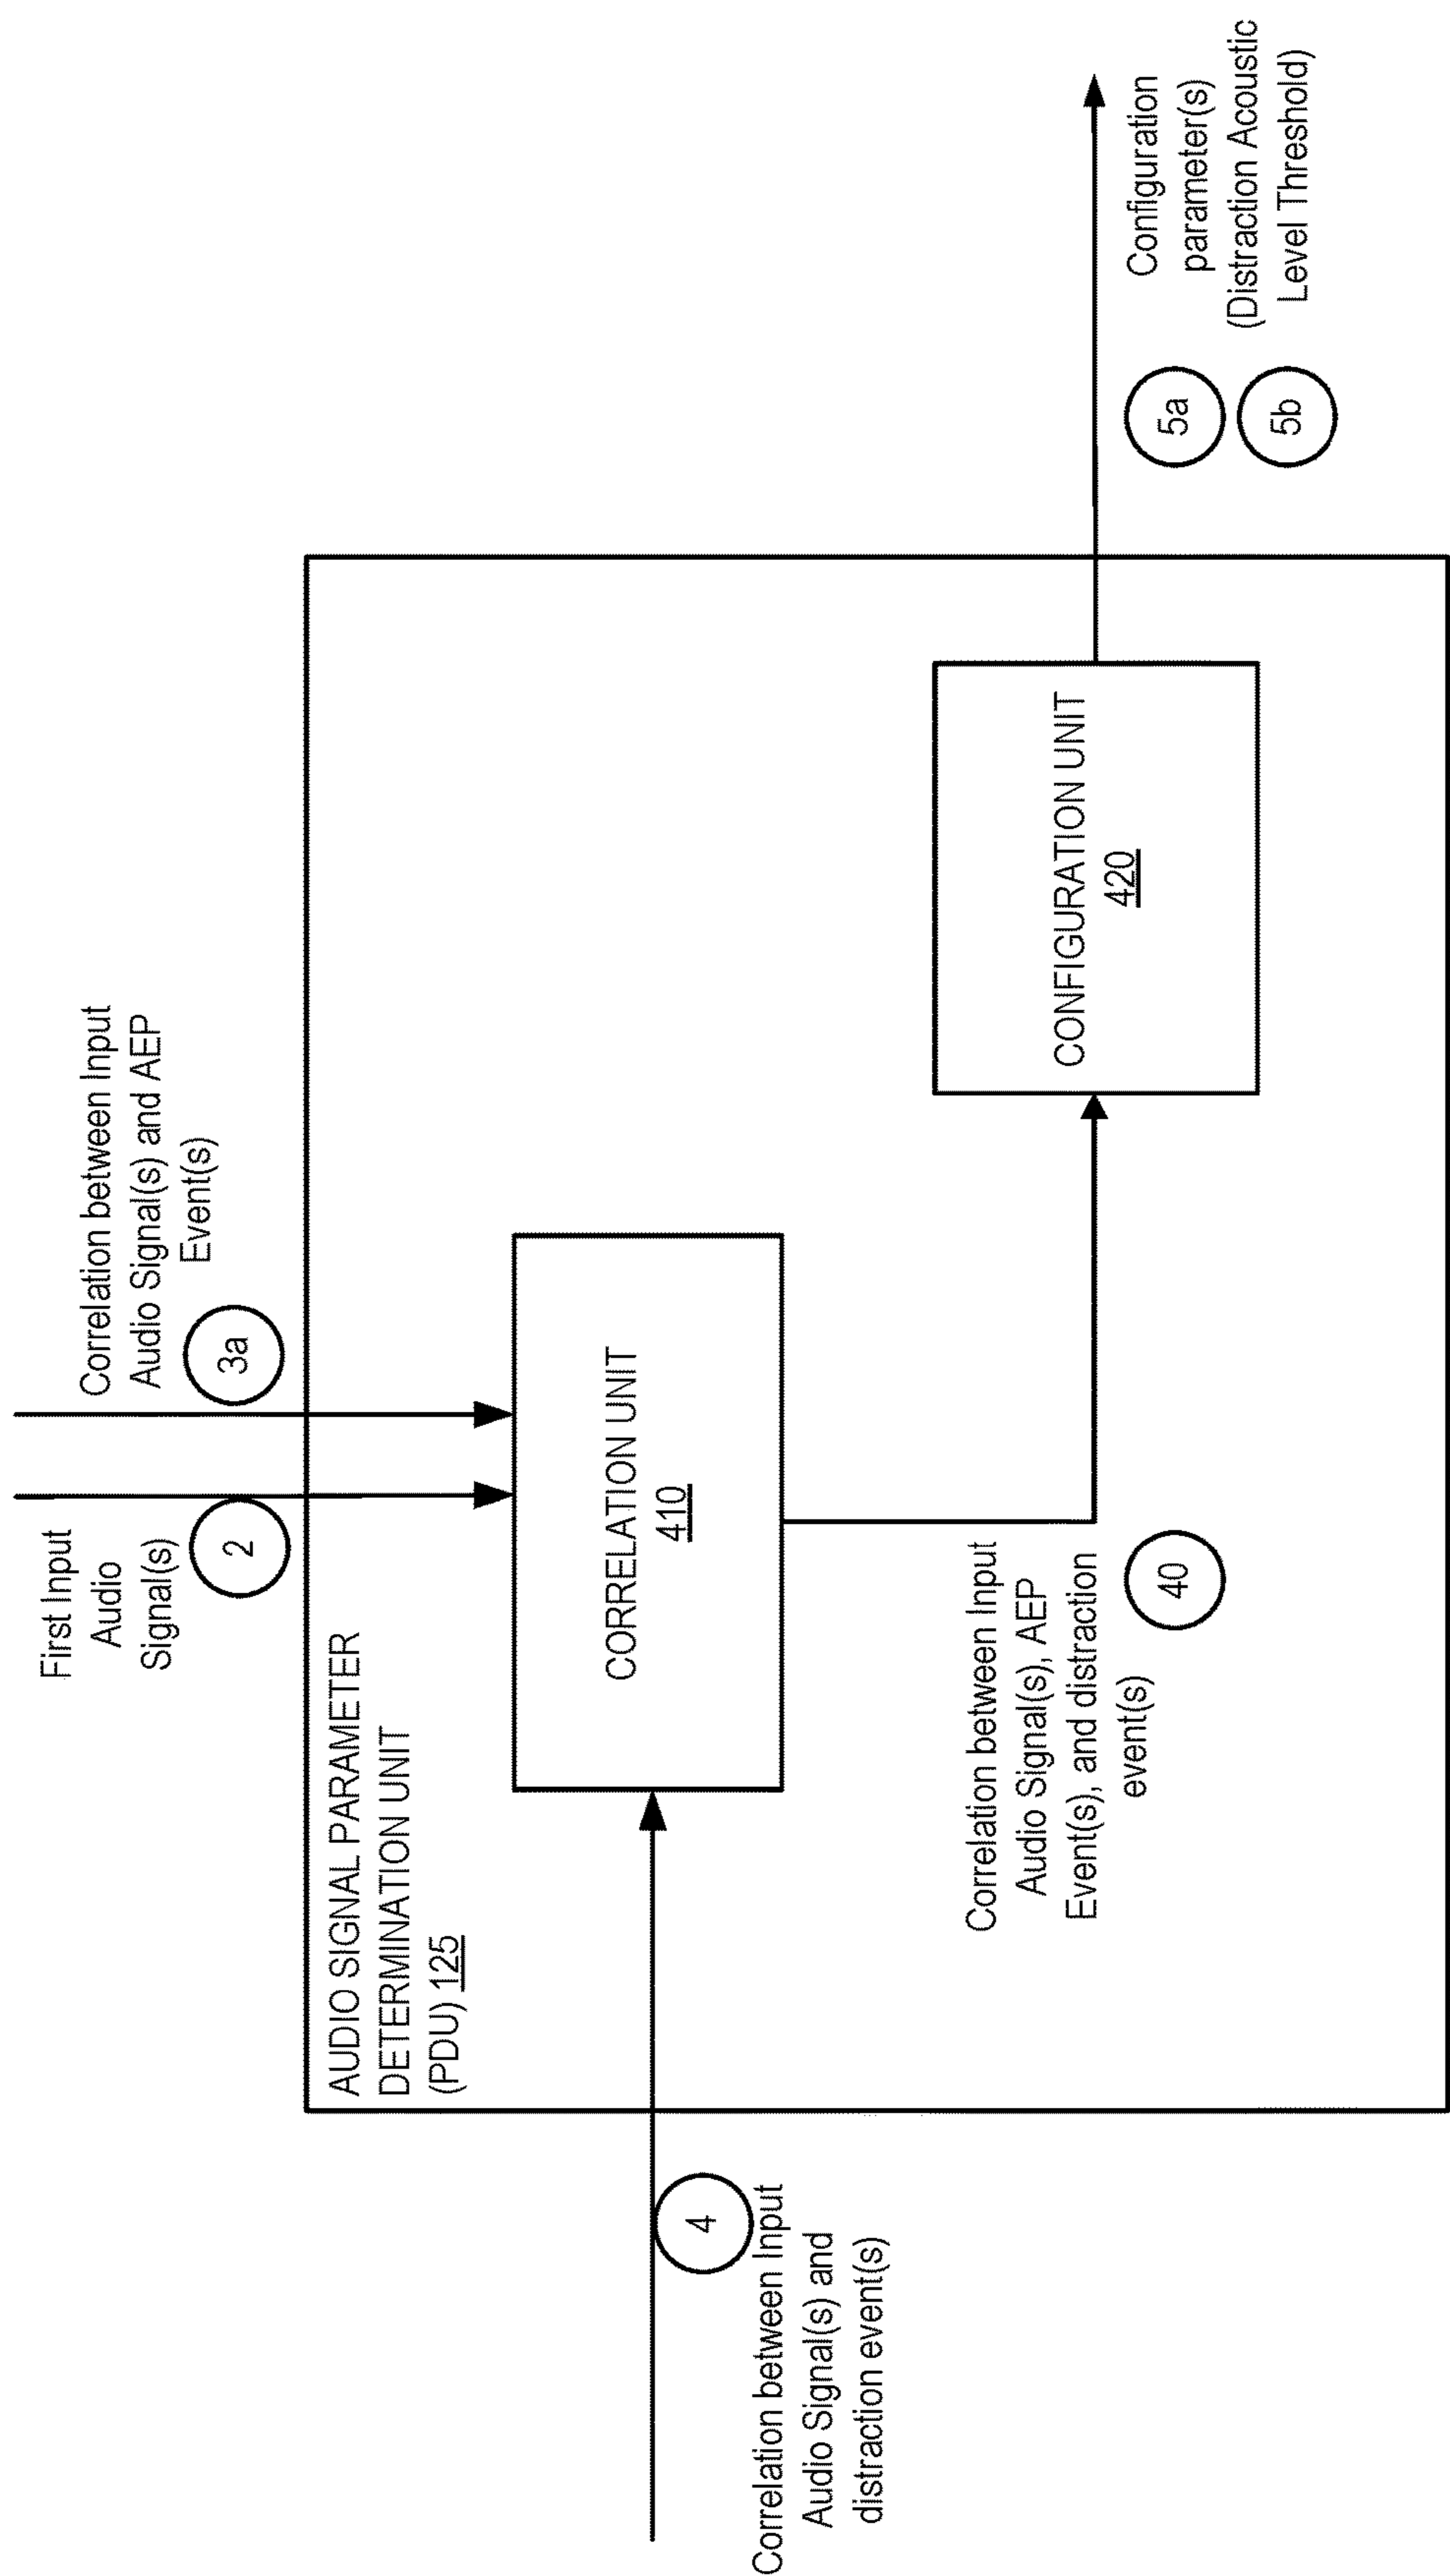 First Input
Audio
Signal(s)
2
Correlation between Input
Audio Signal(s) and AEP
Event(s)
3a
AUDIO SIGNAL PARAMETER
DETERMINATION UNIT
(PDU) 125
4
Correlation between Input
Audio Signal(s) and
distraction event(s)
CORRELATION UNIT
410
Correlation between Input
Audio Signal(s), AEP
Event(s), and distraction
event(s)
40
CONFIGURATION UNIT
420
Configuration
parameter(s)
(Distraction Acoustic
Level Threshold)
5a
5b